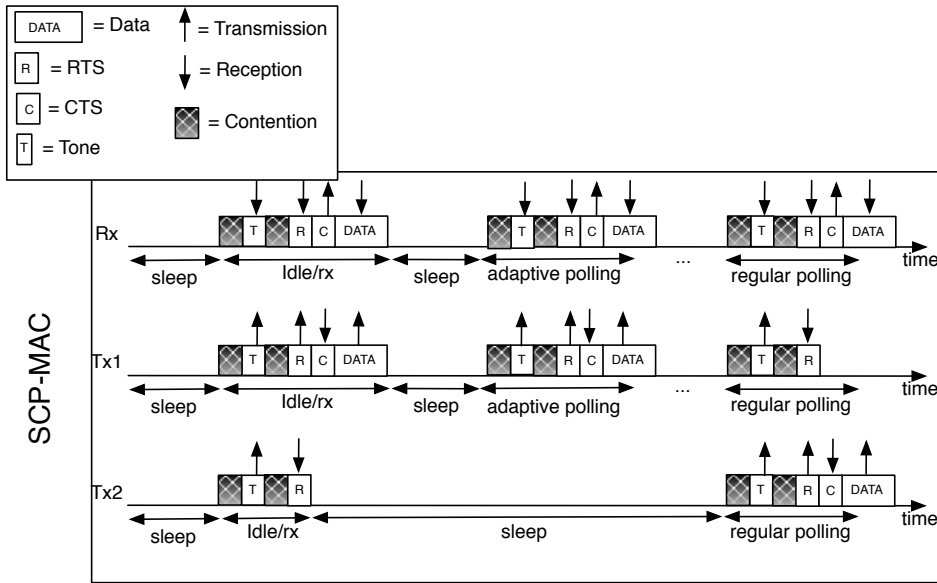 DATA = Data
= Transmission
R = RTS
= Reception
C = CTS
= Contention
T = Tone
SCP-MAC
Rx
T R C DATA
T R C DATA
T R C DATA
time
sleep
Idle/rx
sleep
adaptive polling
...
regular polling
Tx1
T R C DATA
T R C DATA
T R
time
sleep
Idle/rx
sleep
adaptive polling
...
regular polling
Tx2
T R
T R C DATA
time
sleep
Idle/rx
sleep
regular polling